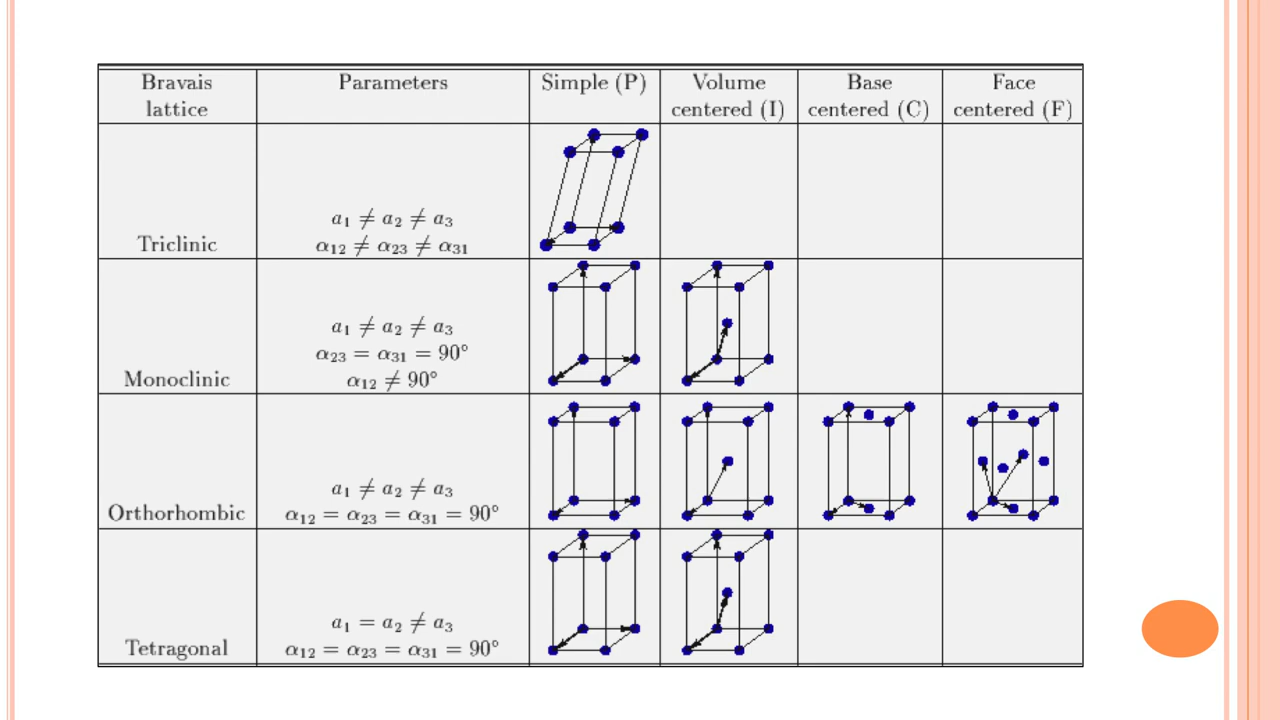 Bravais lattice
Parameters
Simple (P)
Volume centered (I)
Base centered (C)
Face centered (F)
Triclinic
a₁ ≠ a₂ ≠ a₃
α₁₂ ≠ α₂₃ ≠ α₃₁
Monoclinic
a₁ ≠ a₂ ≠ a₃
α₂₃ = α₃₁ = 90°
α₁₂ ≠ 90°
Orthorhombic
a₁ ≠ a₂ ≠ a₃
α₁₂ = α₂₃ = α₃₁ = 90°
Tetragonal
a₁ = a₂ ≠ a₃
α₁₂ = α₂₃ = α₃₁ = 90°